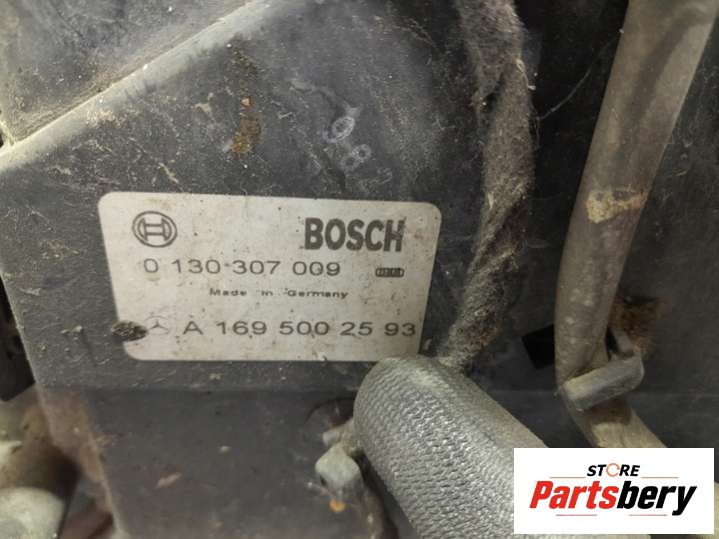 BOSCH
0 130 307 009
Made in Germany
A 169 500 25 93
STORE
Partsbery